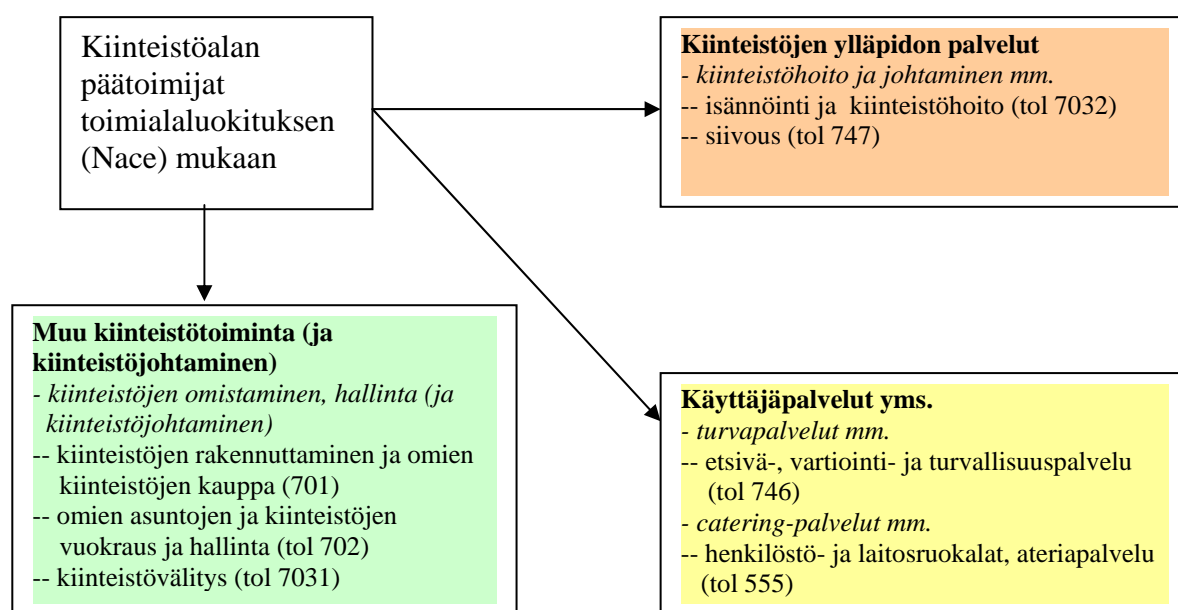 Kiinteistöalan
päätoimijat
toimialaluokituksen
(Nace) mukaan
Kiinteistöjen ylläpidon palvelut
- kiinteistöhoito ja johtaminen mm.
-- isännöinti ja kiinteistöhoito (tol 7032)
-- siivous (tol 747)
Muu kiinteistötoiminta (ja
kiinteistöjohtaminen)
- kiinteistöjen omistaminen, hallinta (ja
kiinteistöjohtaminen)
-- kiinteistöjen rakennuttaminen ja omien
kiinteistöjen kauppa (701)
-- omien asuntojen ja kiinteistöjen
vuokraus ja hallinta (tol 702)
-- kiinteistövälitys (tol 7031)
Käyttäjäpalvelut yms.
- turvapalvelut mm.
-- etsivä-, vartiointi- ja turvallisuuspalvelu
(tol 746)
- catering-palvelut mm.
-- henkilöstö- ja laitosruokalat, ateriapalvelu
(tol 555)